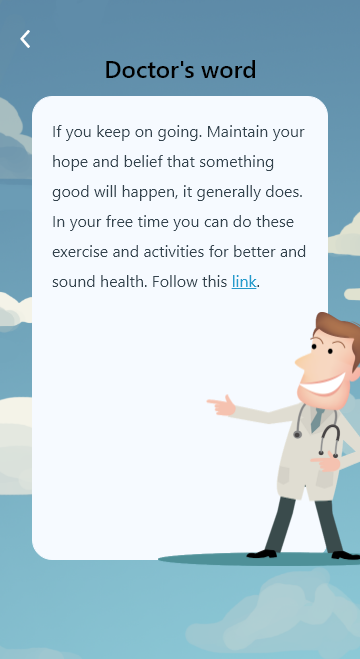 Doctor's word
If you keep on going. Maintain your
hope and belief that something
good will happen, it generally does.
In your free time you can do these
exercise and activities for better and
sound health. Follow this link.